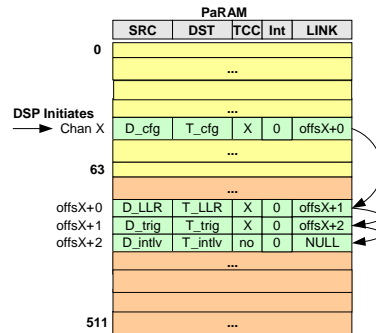 PaRAM
SRC DST TCC Int LINK
0
...
...
DSP Initiates
Chan X D_cfg T_cfg X 0 offsX+0
...
63
...
offsX+0 D_LLR T_LLR X 0 offsX+1
offsX+1 D_trig T_trig X 0 offsX+2
offsX+2 D_intlv T_intlv no 0 NULL
...
...
511